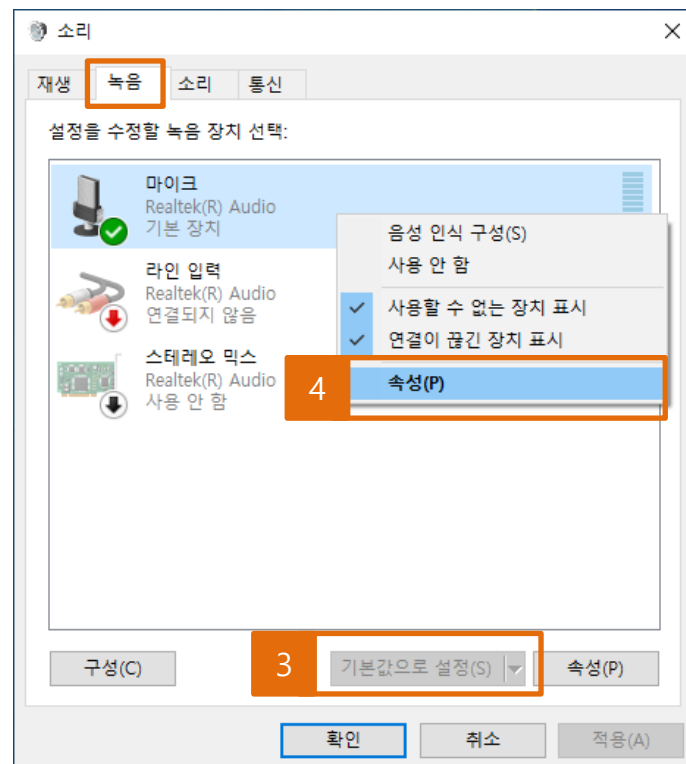 소리
재생 녹음 소리 통신
설정을 수정할 녹음 장치 선택:
마이크
Realtek(R) Audio
기본 장치
라인 입력
Realtek(R) Audio
연결되지 않음
스테레오 믹스
Realtek(R) Audio
사용 안 함
음성 인식 구성(S)
사용 안 함
사용할 수 없는 장치 표시
연결이 끊긴 장치 표시
4 속성(P)
구성(C) 3 기본값으로 설정(S) 속성(P)
확인 취소 적용(A)